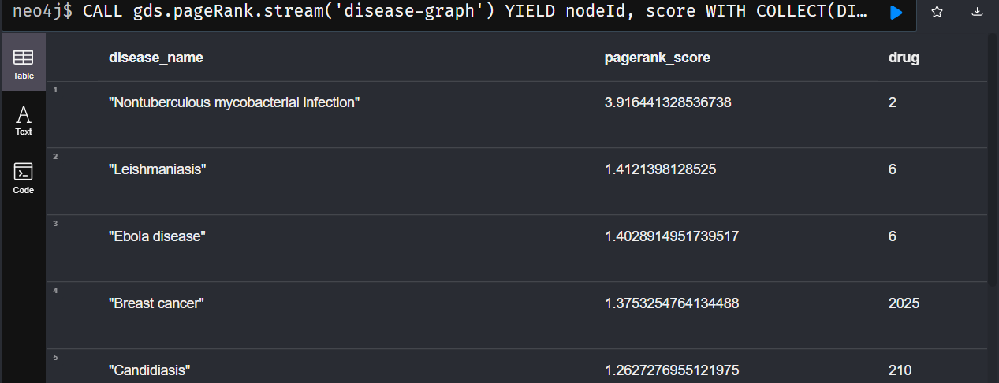 neo4j$ CALL gds.pageRank.stream('disease-graph') YIELD nodeId, score WITH COLLECT(DI…
Table
Text
Code
disease_name pagerank_score drug
1 "Nontuberculous mycobacterial infection" 3.916441328536738 2
2 "Leishmaniasis" 1.4121398128525 6
3 "Ebola disease" 1.4028914951739517 6
4 "Breast cancer" 1.3753254764134488 2025
5 "Candidiasis" 1.2627276955121975 210